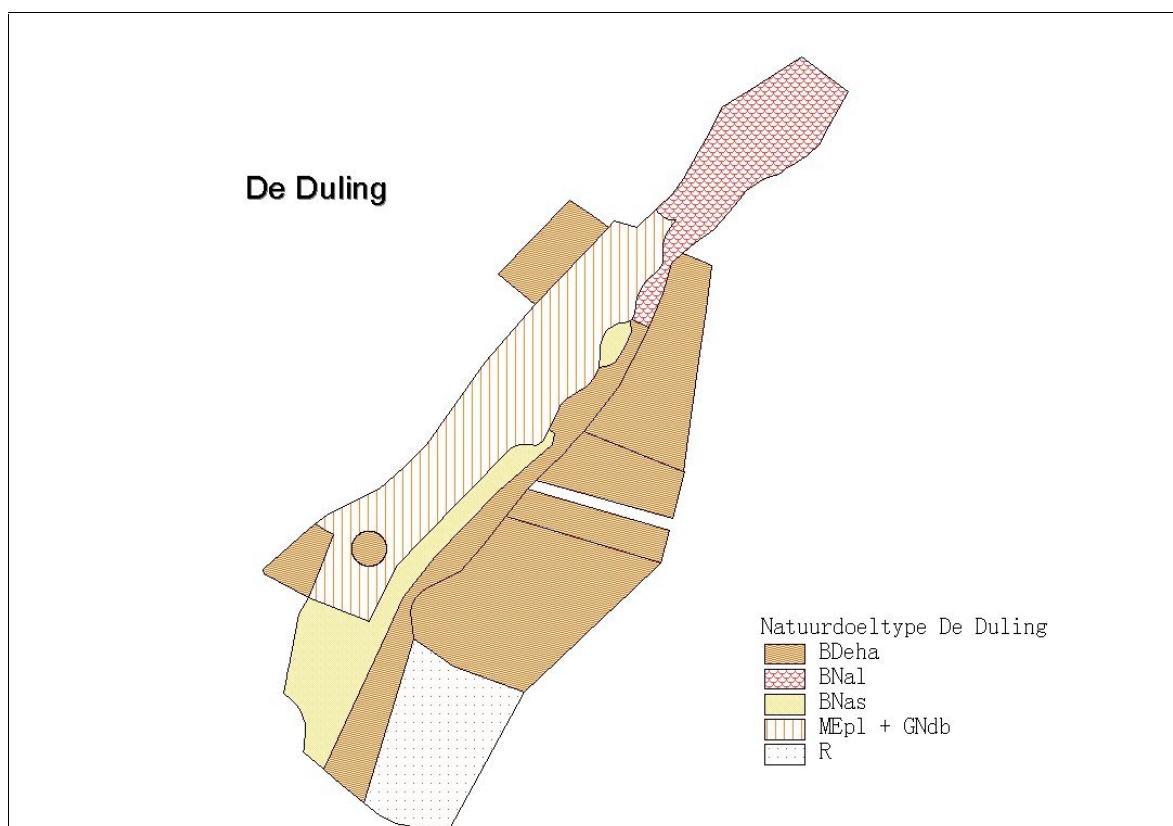 De Duling
Natuurdoeltype De Duling
BDeha
BNal
BNas
MEpl + GNdb
R